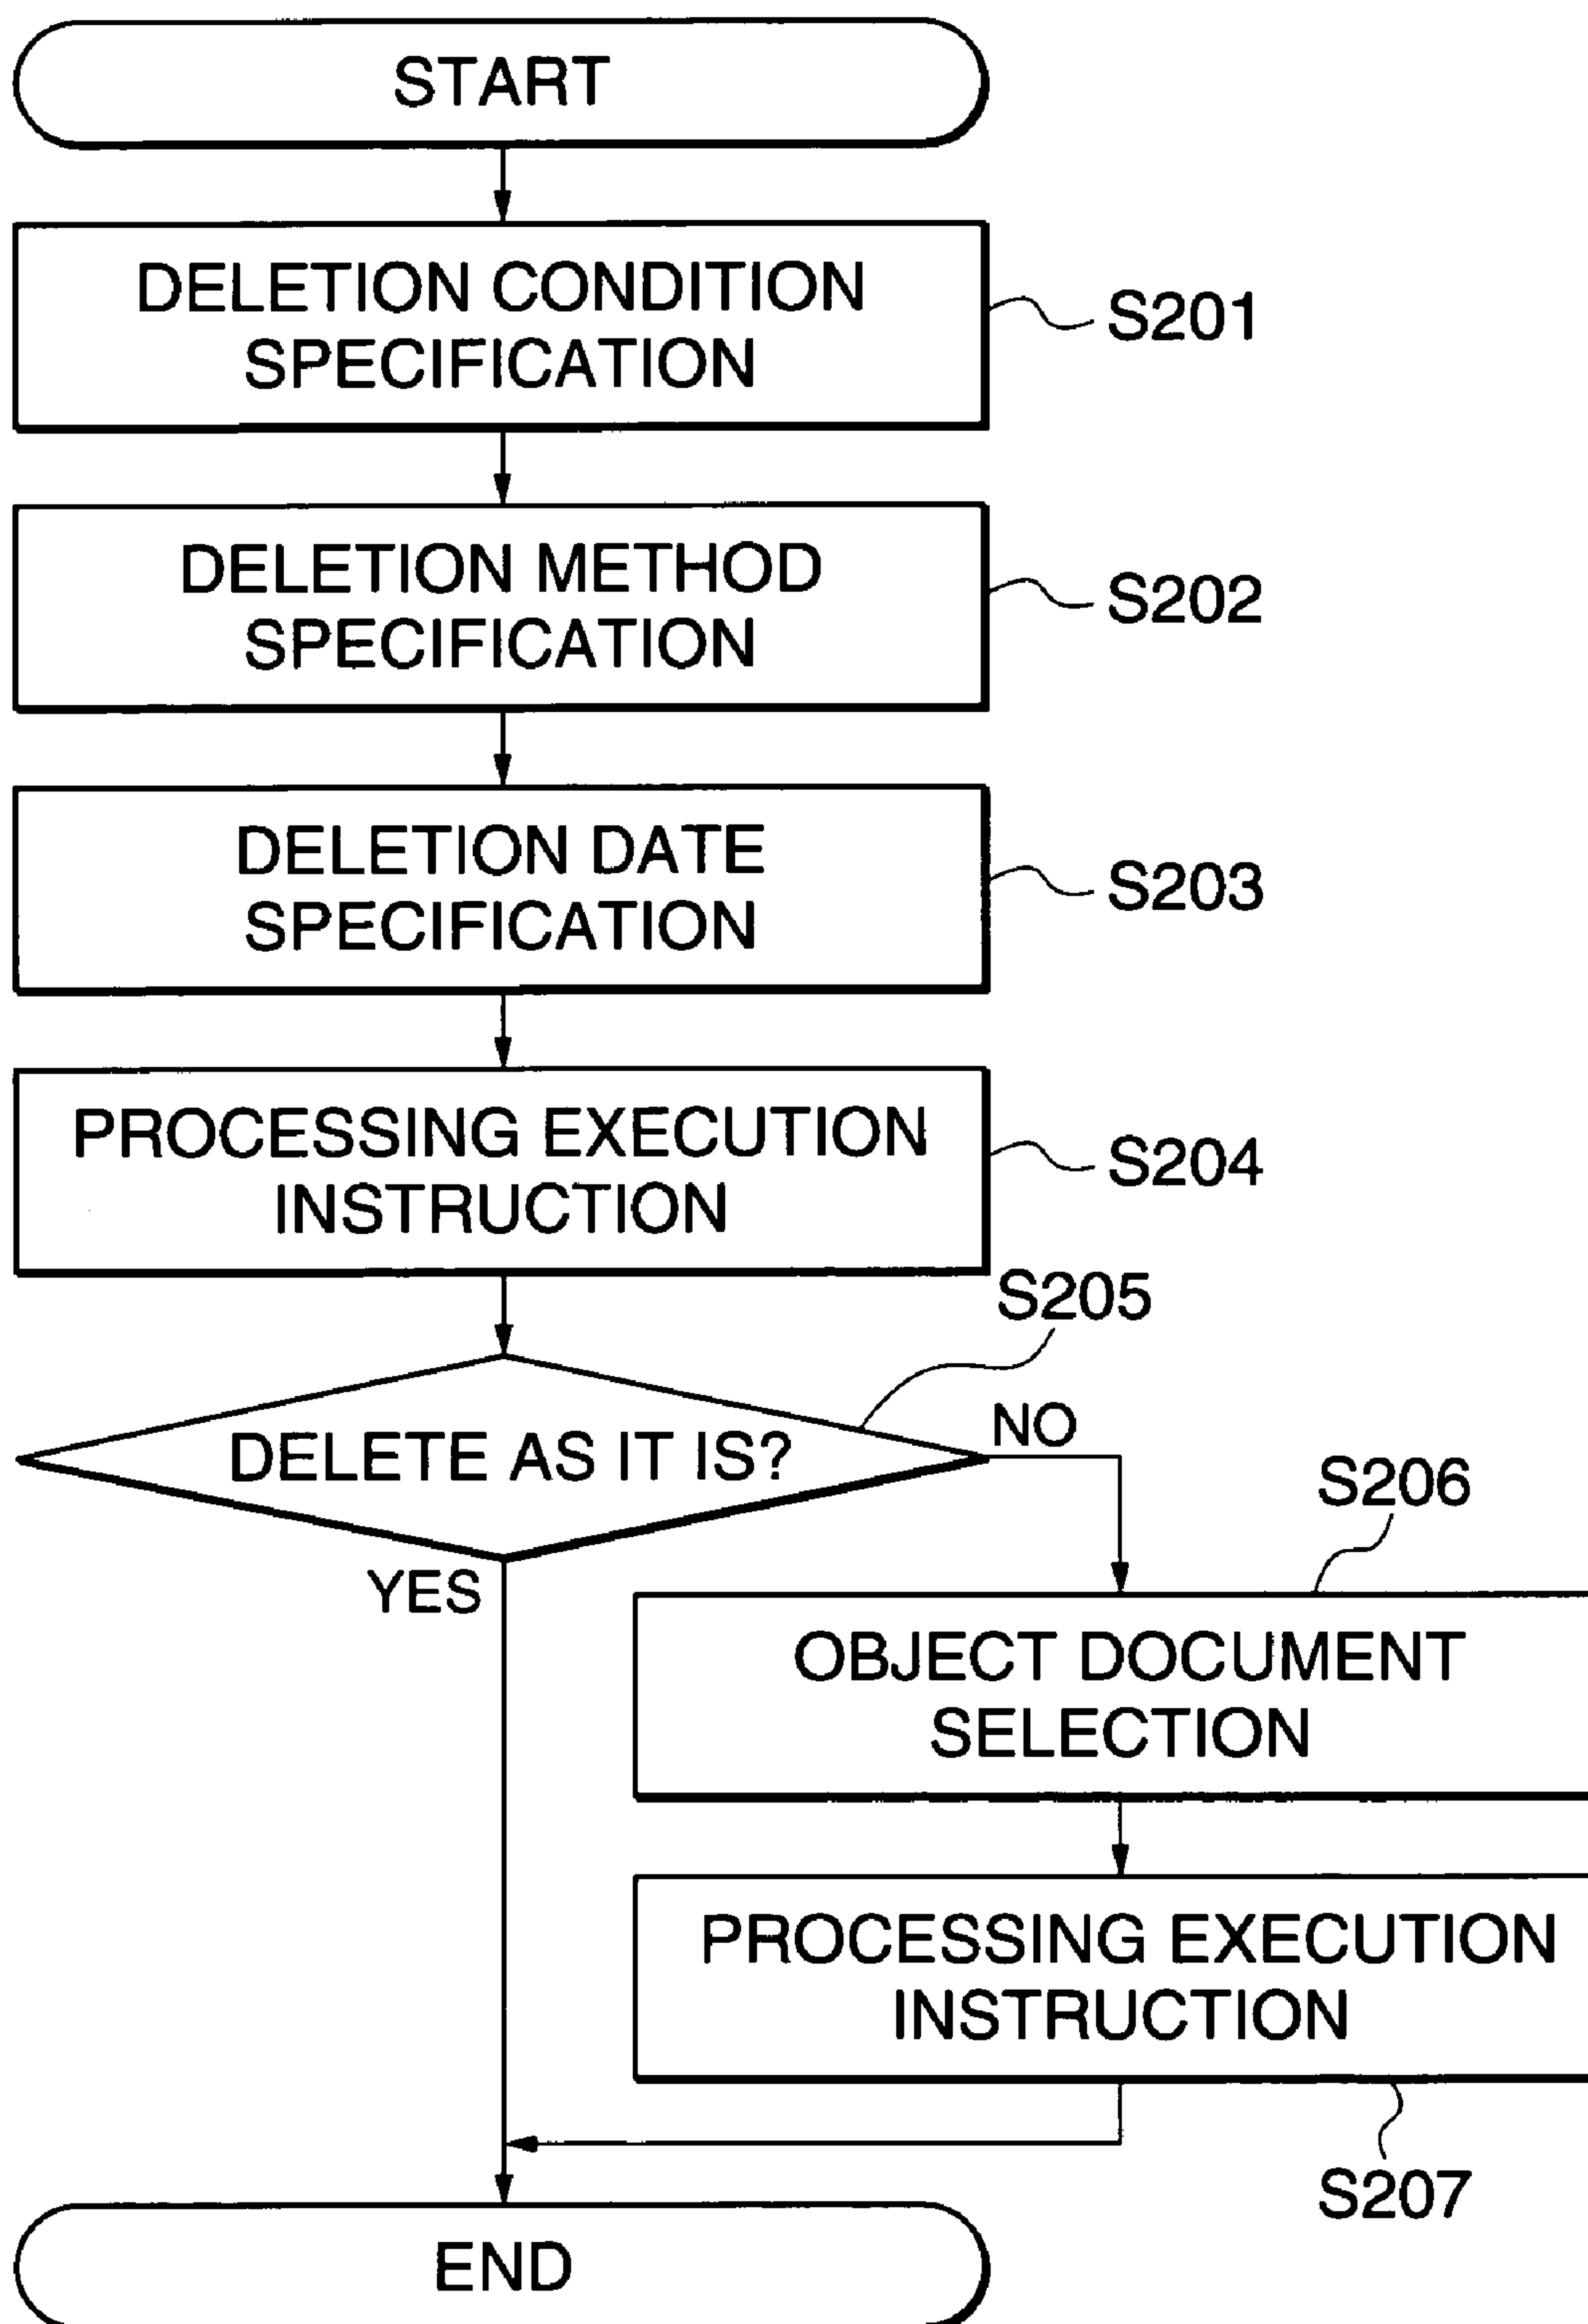 START
DELETION CONDITION
SPECIFICATION
S201
DELETION METHOD
SPECIFICATION
S202
DELETION DATE
SPECIFICATION
S203
PROCESSING EXECUTION
INSTRUCTION
S204
S205
DELETE AS IT IS?
NO
YES
S206
OBJECT DOCUMENT
SELECTION
PROCESSING EXECUTION
INSTRUCTION
S207
END